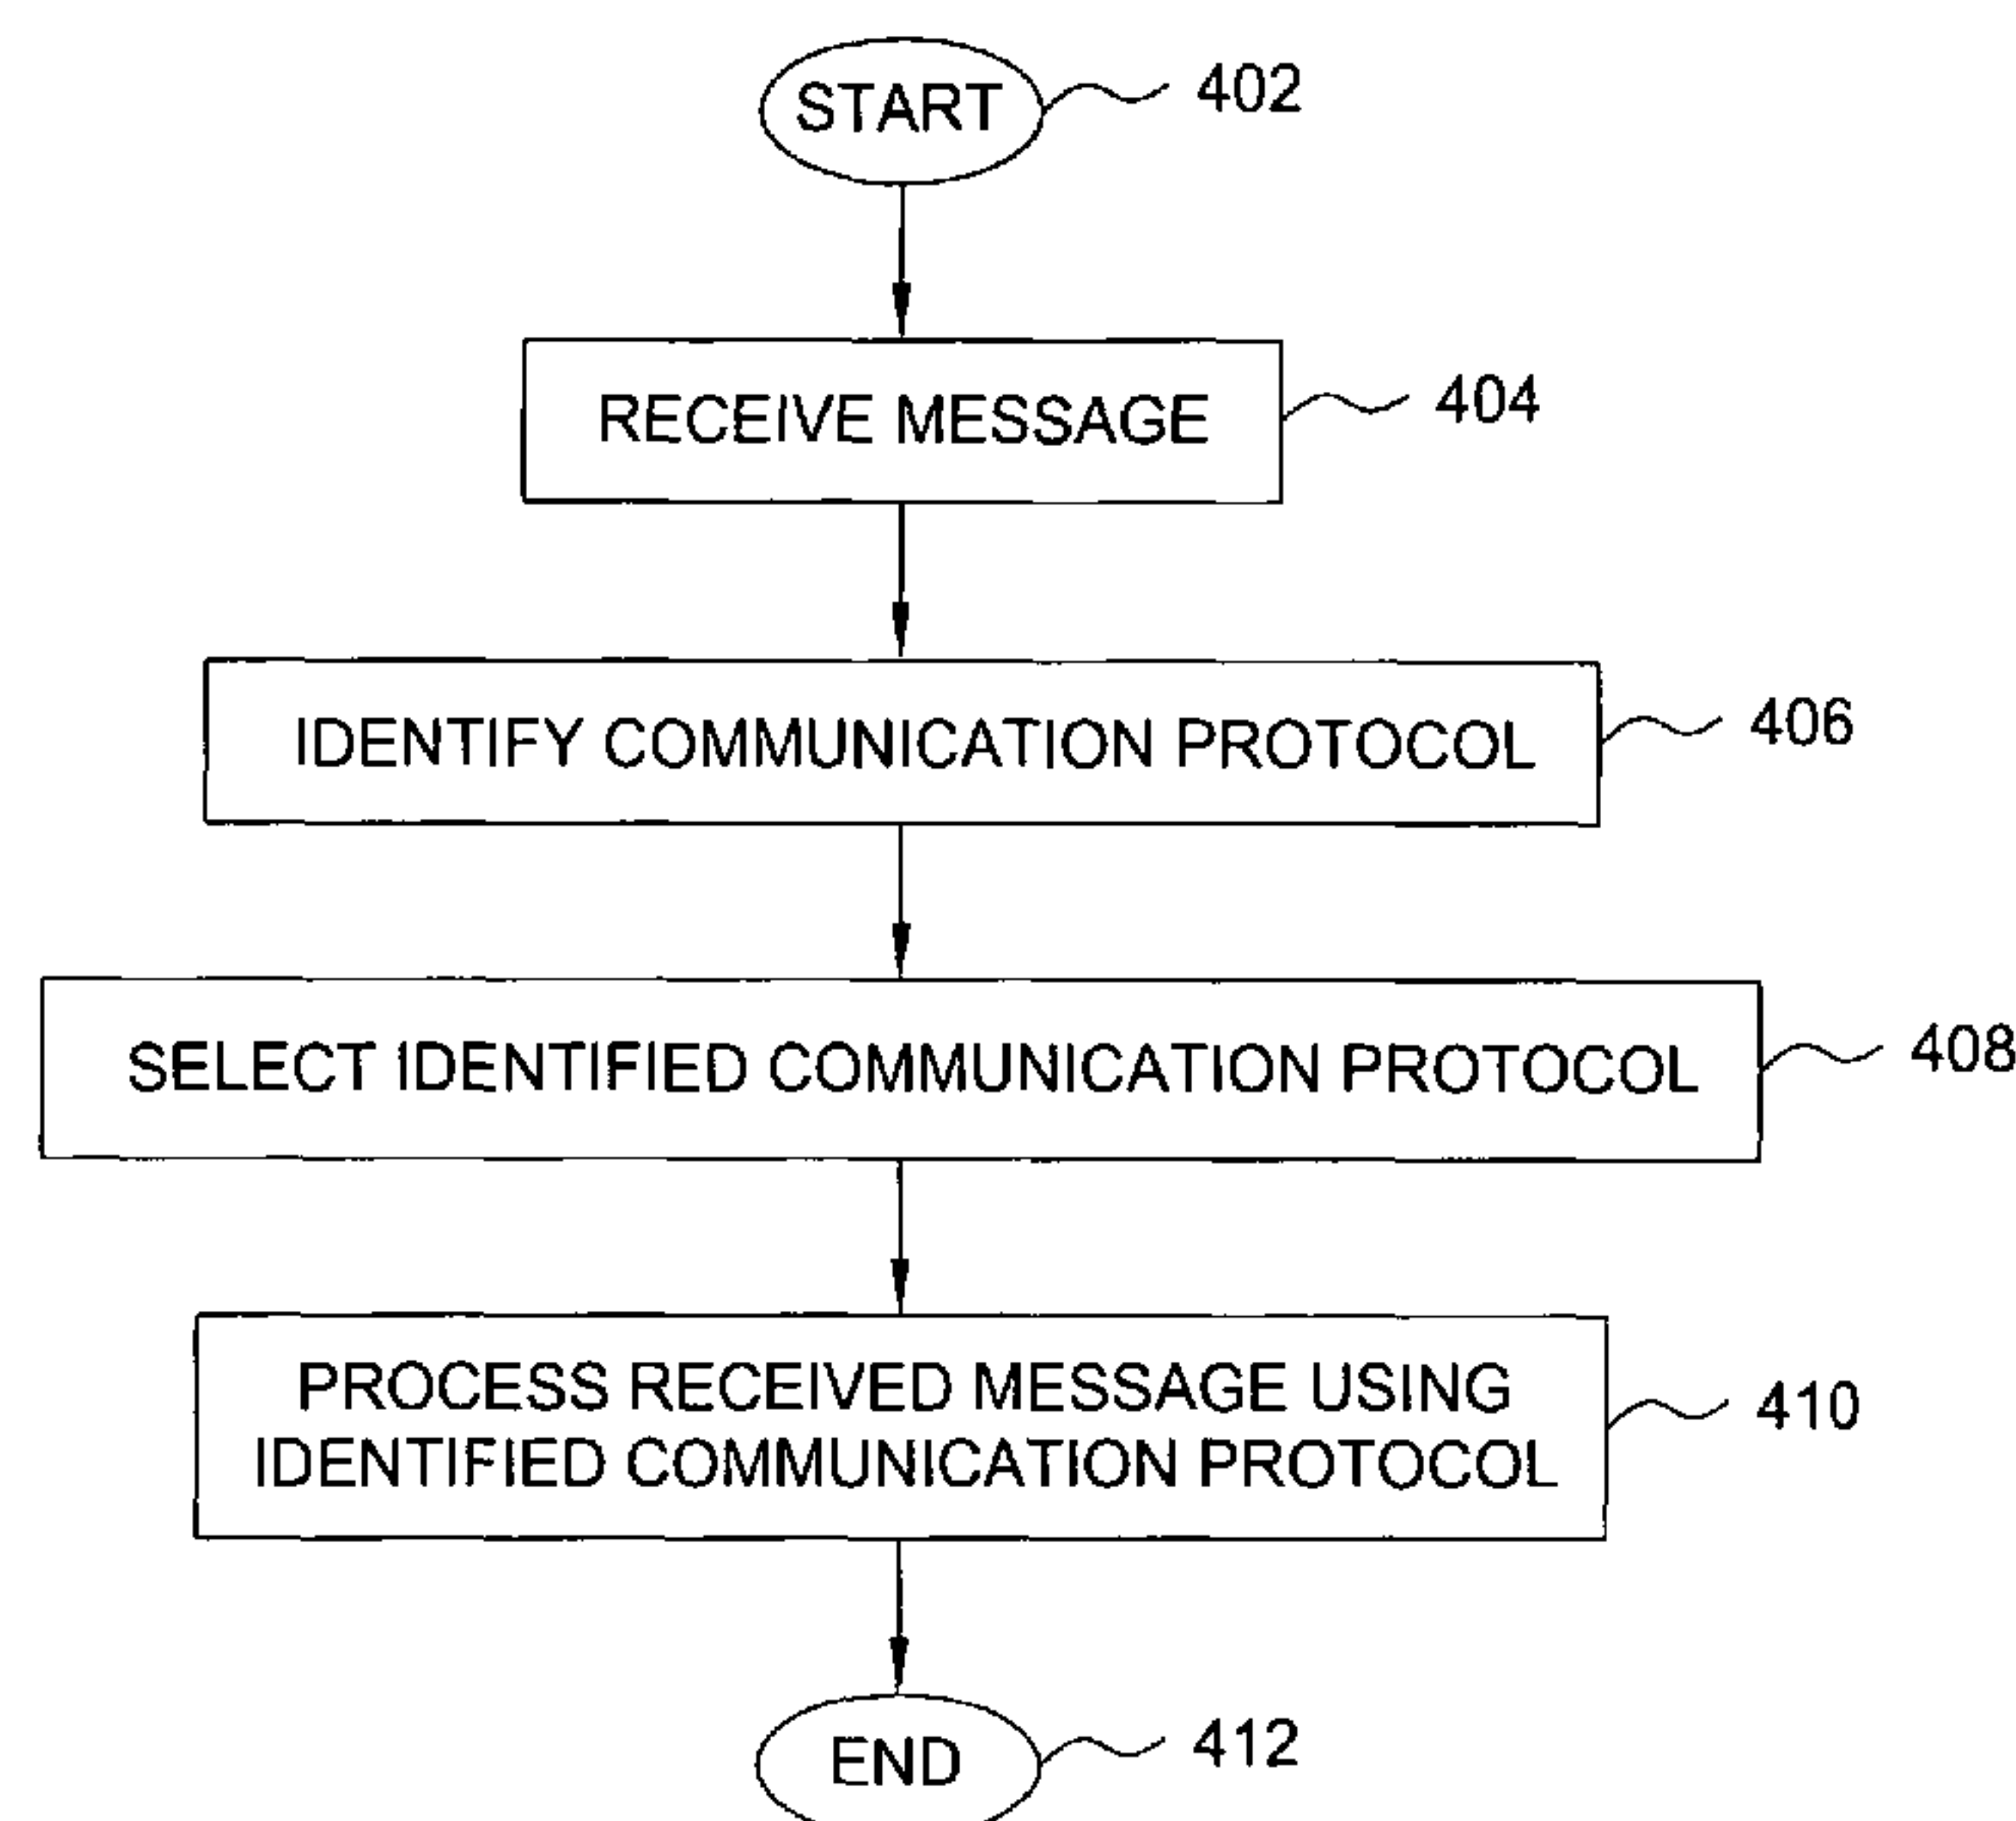 START
402
RECEIVE MESSAGE
404
IDENTIFY COMMUNICATION PROTOCOL
406
SELECT IDENTIFIED COMMUNICATION PROTOCOL
408
PROCESS RECEIVED MESSAGE USING
IDENTIFIED COMMUNICATION PROTOCOL
410
END
412